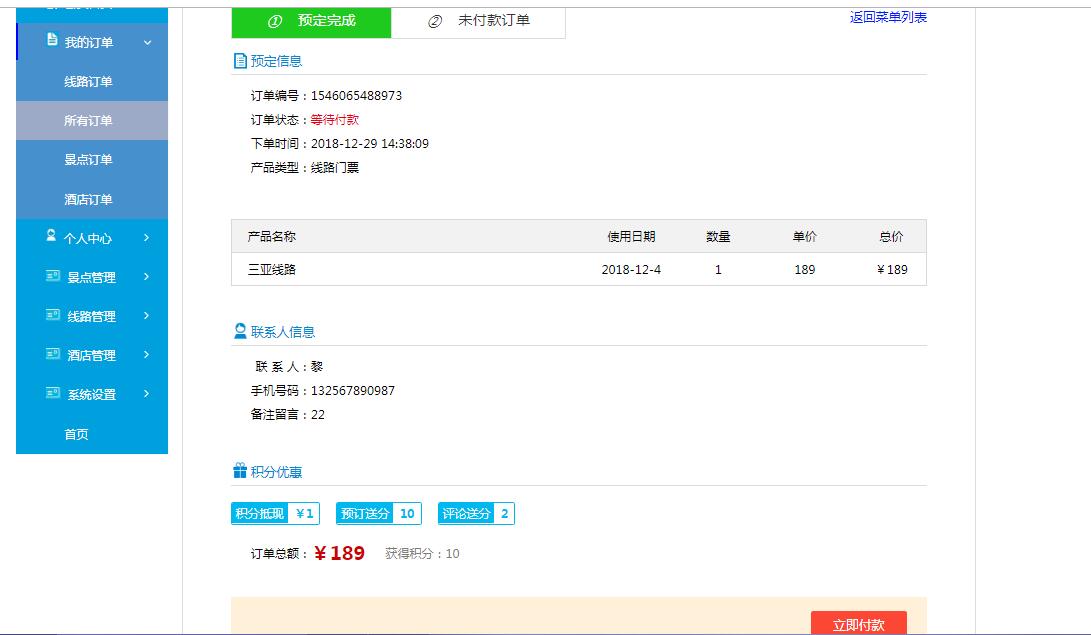 我的订单
线路订单
所有订单
景点订单
酒店订单
个人中心
景点管理
线路管理
酒店管理
系统设置
首页
① 预定完成 ② 未付款订单 返回菜单列表
预定信息
订单编号：1546065488973
订单状态：等待付款
下单时间：2018-12-29 14:38:09
产品类型：线路门票
产品名称 使用日期 数量 单价 总价
三亚线路 2018-12-4 1 189 ￥189
联系人信息
联 系 人：黎
手机号码：132567890987
备注留言：22
积分优惠
积分抵现 ￥1 预订送分 10 评论送分 2
订单总额：￥189 获得积分：10
立即付款